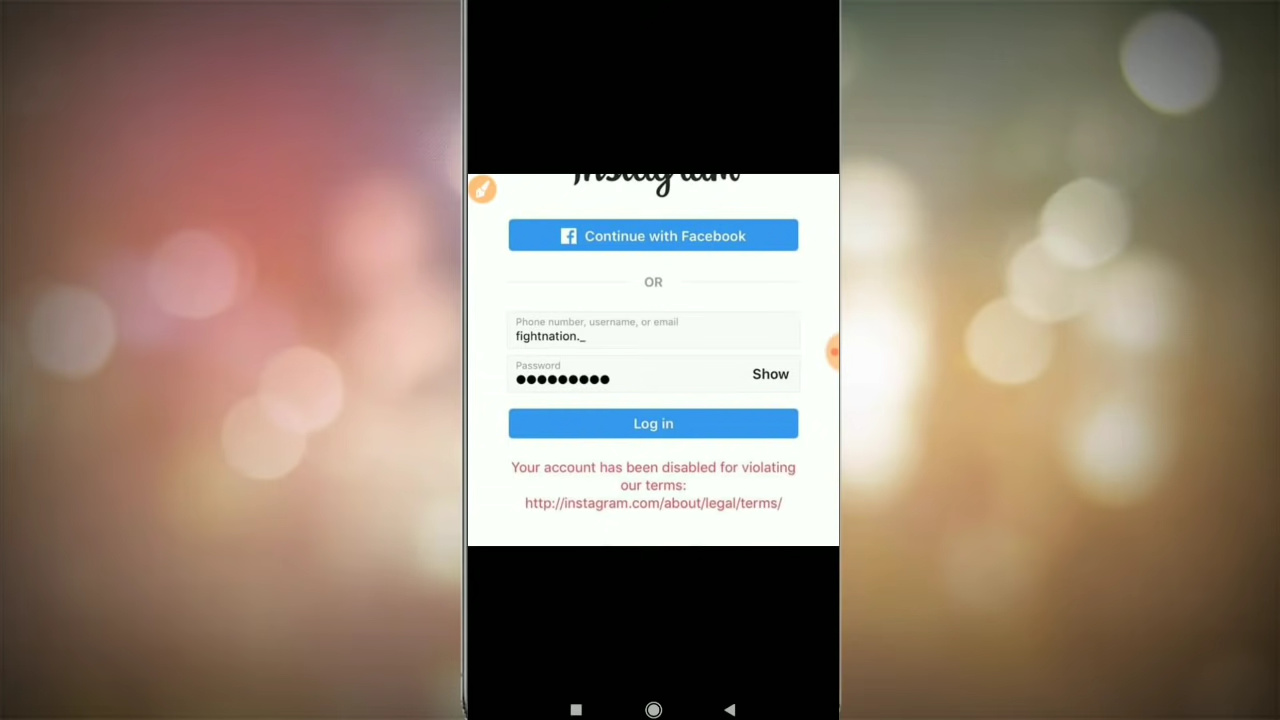 Instagram
Continue with Facebook
OR
Phone number, username, or email
fightnation._
Password
●●●●●●●●●
Show
Log in
Your account has been disabled for violating
our terms:
http://instagram.com/about/legal/terms/